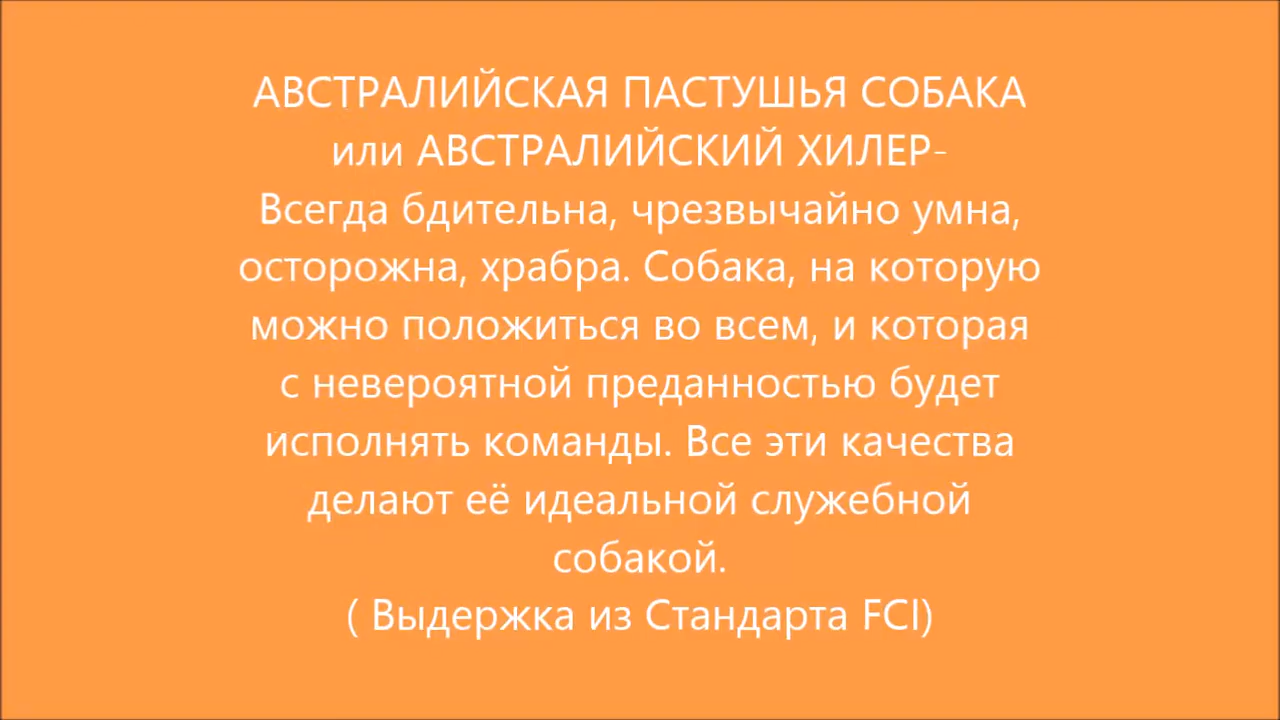 АВСТРАЛИЙСКАЯ ПАСТУШЬЯ СОБАКА
или АВСТРАЛИЙСКИЙ ХИЛЕР-
Всегда бдительна, чрезвычайно умна,
осторожна, храбра. Собака, на которую
можно положиться во всем, и которая
с невероятной преданностью будет
исполнять команды. Все эти качества
делают её идеальной служебной
собакой.
( Выдержка из Стандарта FCI)